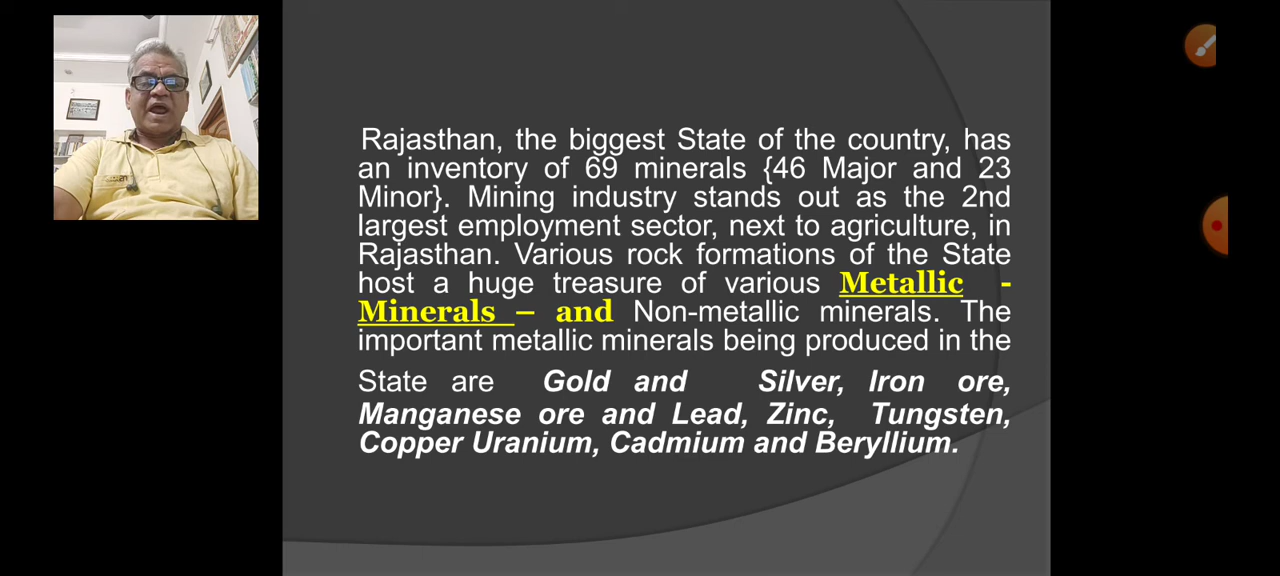 Rajasthan, the biggest State of the country, has
an inventory of 69 minerals {46 Major and 23
Minor}. Mining industry stands out as the 2nd
largest employment sector, next to agriculture, in
Rajasthan. Various rock formations of the State
host a huge treasure of various Metallic -
Minerals – and Non-metallic minerals. The
important metallic minerals being produced in the
State are Gold and Silver, Iron ore,
Manganese ore and Lead, Zinc, Tungsten,
Copper Uranium, Cadmium and Beryllium.